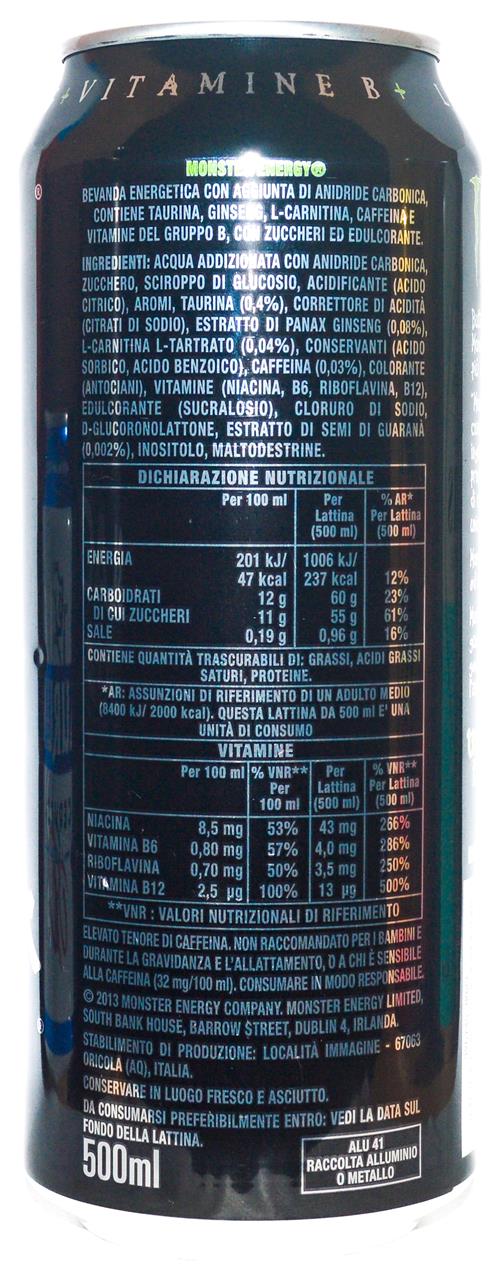 + VITAMINE B +
MONSTER ENERGY®
BEVANDA ENERGETICA CON AGGIUNTA DI ANIDRIDE CARBONICA,
CONTIENE TAURINA, GINSENG, L-CARNITINA, CAFFEINA E
VITAMINE DEL GRUPPO B, CON ZUCCHERI ED EDULCORANTE.
INGREDIENTI: ACQUA ADDIZIONATA CON ANIDRIDE CARBONICA,
ZUCCHERO, SCIROPPO DI GLUCOSIO, ACIDIFICANTE (ACIDO
CITRICO), AROMI, TAURINA (0,4%), CORRETTORE DI ACIDITÀ
(CITRATI DI SODIO), ESTRATTO DI PANAX GINSENG (0,08%),
L-CARNITINA L-TARTRATO (0,04%), CONSERVANTI (ACIDO
SORBICO, ACIDO BENZOICO), CAFFEINA (0,03%), COLORANTE
(ANTOCIANI), VITAMINE (NIACINA, B6, RIBOFLAVINA, B12),
EDULCORANTE (SUCRALOSIO), CLORURO DI SODIO,
D-GLUCORONOLATTONE, ESTRATTO DI SEMI DI GUARANÀ
(0,002%), INOSITOLO, MALTODESTRINE.
DICHIARAZIONE NUTRIZIONALE
Per 100 ml Per Lattina (500 ml) % AR* Per Lattina (500 ml)
ENERGIA 201 kJ/ 1006 kJ/
47 kcal 237 kcal 12%
CARBOIDRATI 12 g 60 g 23%
DI CUI ZUCCHERI 11 g 55 g 61%
SALE 0,19 g 0,96 g 16%
CONTIENE QUANTITÀ TRASCURABILI DI: GRASSI, ACIDI GRASSI
SATURI, PROTEINE.
*AR: ASSUNZIONI DI RIFERIMENTO DI UN ADULTO MEDIO
(8400 kJ/ 2000 kcal). QUESTA LATTINA DA 500 ml E' UNA
UNITÀ DI CONSUMO
VITAMINE
Per 100 ml % VNR** Per 100 ml Per Lattina (500 ml) % VNR** Per Lattina (500 ml)
NIACINA 8,5 mg 53% 43 mg 266%
VITAMINA B6 0,80 mg 57% 4,0 mg 286%
RIBOFLAVINA 0,70 mg 50% 3,5 mg 250%
VITAMINA B12 2,5 µg 100% 13 µg 500%
**VNR : VALORI NUTRIZIONALI DI RIFERIMENTO
ELEVATO TENORE DI CAFFEINA. NON RACCOMANDATO PER I BAMBINI E
DURANTE LA GRAVIDANZA E L'ALLATTAMENTO, O A CHI È SENSIBILE
ALLA CAFFEINA (32 mg/100 ml). CONSUMARE IN MODO RESPONSABILE.
© 2013 MONSTER ENERGY COMPANY. MONSTER ENERGY LIMITED,
SOUTH BANK HOUSE, BARROW STREET, DUBLIN 4, IRLANDA.
STABILIMENTO DI PRODUZIONE: LOCALITÀ IMMAGINE - 67063
ORICOLA (AQ), ITALIA.
CONSERVARE IN LUOGO FRESCO E ASCIUTTO.
DA CONSUMARSI PREFERIBILMENTE ENTRO: VEDI LA DATA SUL
FONDO DELLA LATTINA.
500ml
ALU 41
RACCOLTA ALLUMINIO
O METALLO